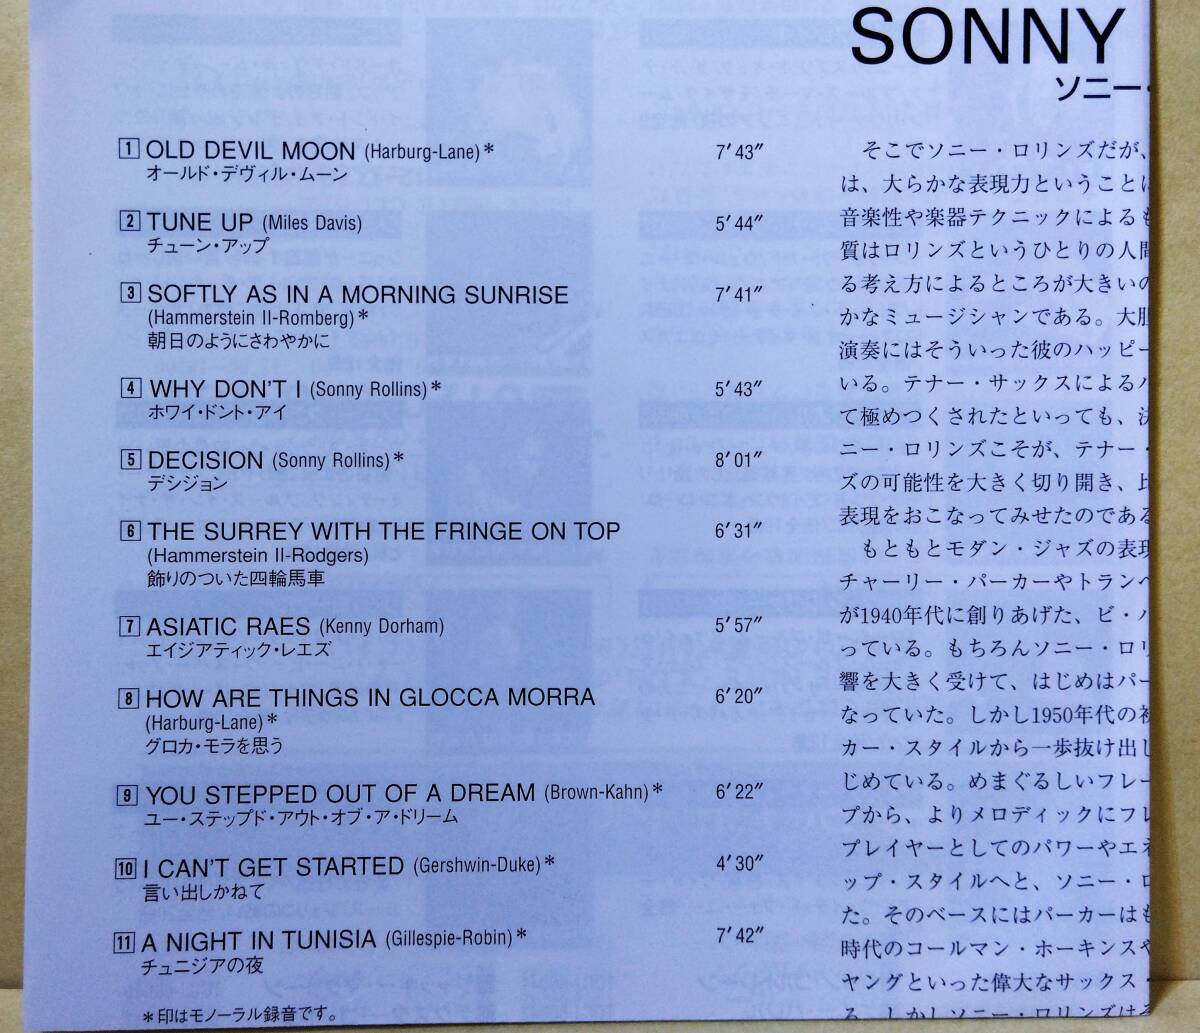 SONNY
ソニー・
1 OLD DEVIL MOON (Harburg-Lane)* 7′43″
オールド・デヴィル・ムーン
2 TUNE UP (Miles Davis) 5′44″
チューン・アップ
3 SOFTLY AS IN A MORNING SUNRISE 7′41″
(Hammerstein II-Romberg)*
朝日のようにさわやかに
4 WHY DON'T I (Sonny Rollins)* 5′43″
ホワイ・ドント・アイ
5 DECISION (Sonny Rollins)* 8′01″
デシジョン
6 THE SURREY WITH THE FRINGE ON TOP 6′31″
(Hammerstein II-Rodgers)
飾りのついた四輪馬車
7 ASIATIC RAES (Kenny Dorham) 5′57″
エイジアティック・レエズ
8 HOW ARE THINGS IN GLOCCA MORRA 6′20″
(Harburg-Lane)*
グロカ・モラを思う
9 YOU STEPPED OUT OF A DREAM (Brown-Kahn)* 6′22″
ユー・ステップド・アウト・オブ・ア・ドリーム
10 I CAN'T GET STARTED (Gershwin-Duke)* 4′30″
言い出しかねて
11 A NIGHT IN TUNISIA (Gillespie-Robin)* 7′42″
チュニジアの夜
*印はモノーラル録音です。
そこでソニー・ロリンズだが、
は、大らかな表現力ということに
音楽性や楽器テクニックによるも
質はロリンズというひとりの人間
る考え方によるところが大きいの
かなミュージシャンである。大胆
演奏にはそういった彼のハッピー
いる。テナー・サックスによるハ
て極めつくされたといっても、決
ニー・ロリンズこそが、テナー・
ズの可能性を大きく切り開き、比
表現をおこなってみせたのである
もともとモダン・ジャズの表現
チャーリー・パーカーやトランペ
が1940年代に創りあげた、ビ・バ
っている。もちろんソニー・ロリ
響を大きく受けて、はじめはパー
なっていた。しかし1950年代の初
カー・スタイルから一歩抜け出し
じめている。めまぐるしいフレー
プから、よりメロディックにフレ
プレイヤーとしてのパワーやエネ
ップ・スタイルへと、ソニー・ロ
た。そのベースにはパーカーはも
時代のコールマン・ホーキンスや
ヤングといった偉大なサックス・
る。しかしソニー・ロリンズはそ